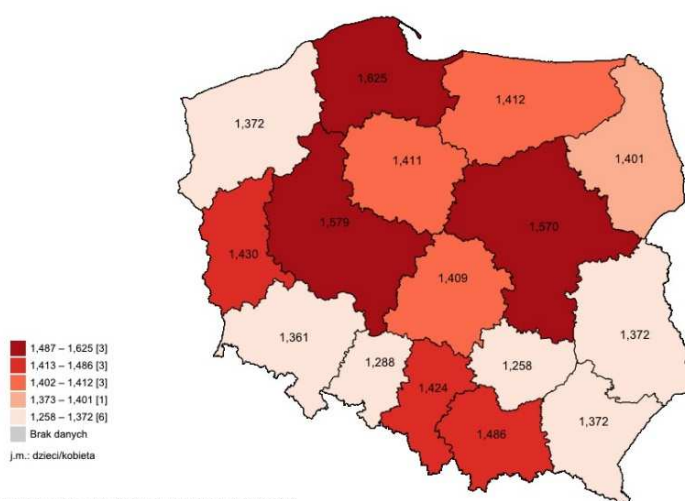 1,625
1,412
1,372
1,411
1,401
1,579
1,570
1,430
1,409
1,361
1,372
1,288
1,258
1,424
1,372
1,486
1,487 – 1,625 [3]
1,413 – 1,486 [3]
1,402 – 1,412 [3]
1,373 – 1,401 [1]
1,258 – 1,372 [6]
Brak danych
j.m.: dzieci/kobieta